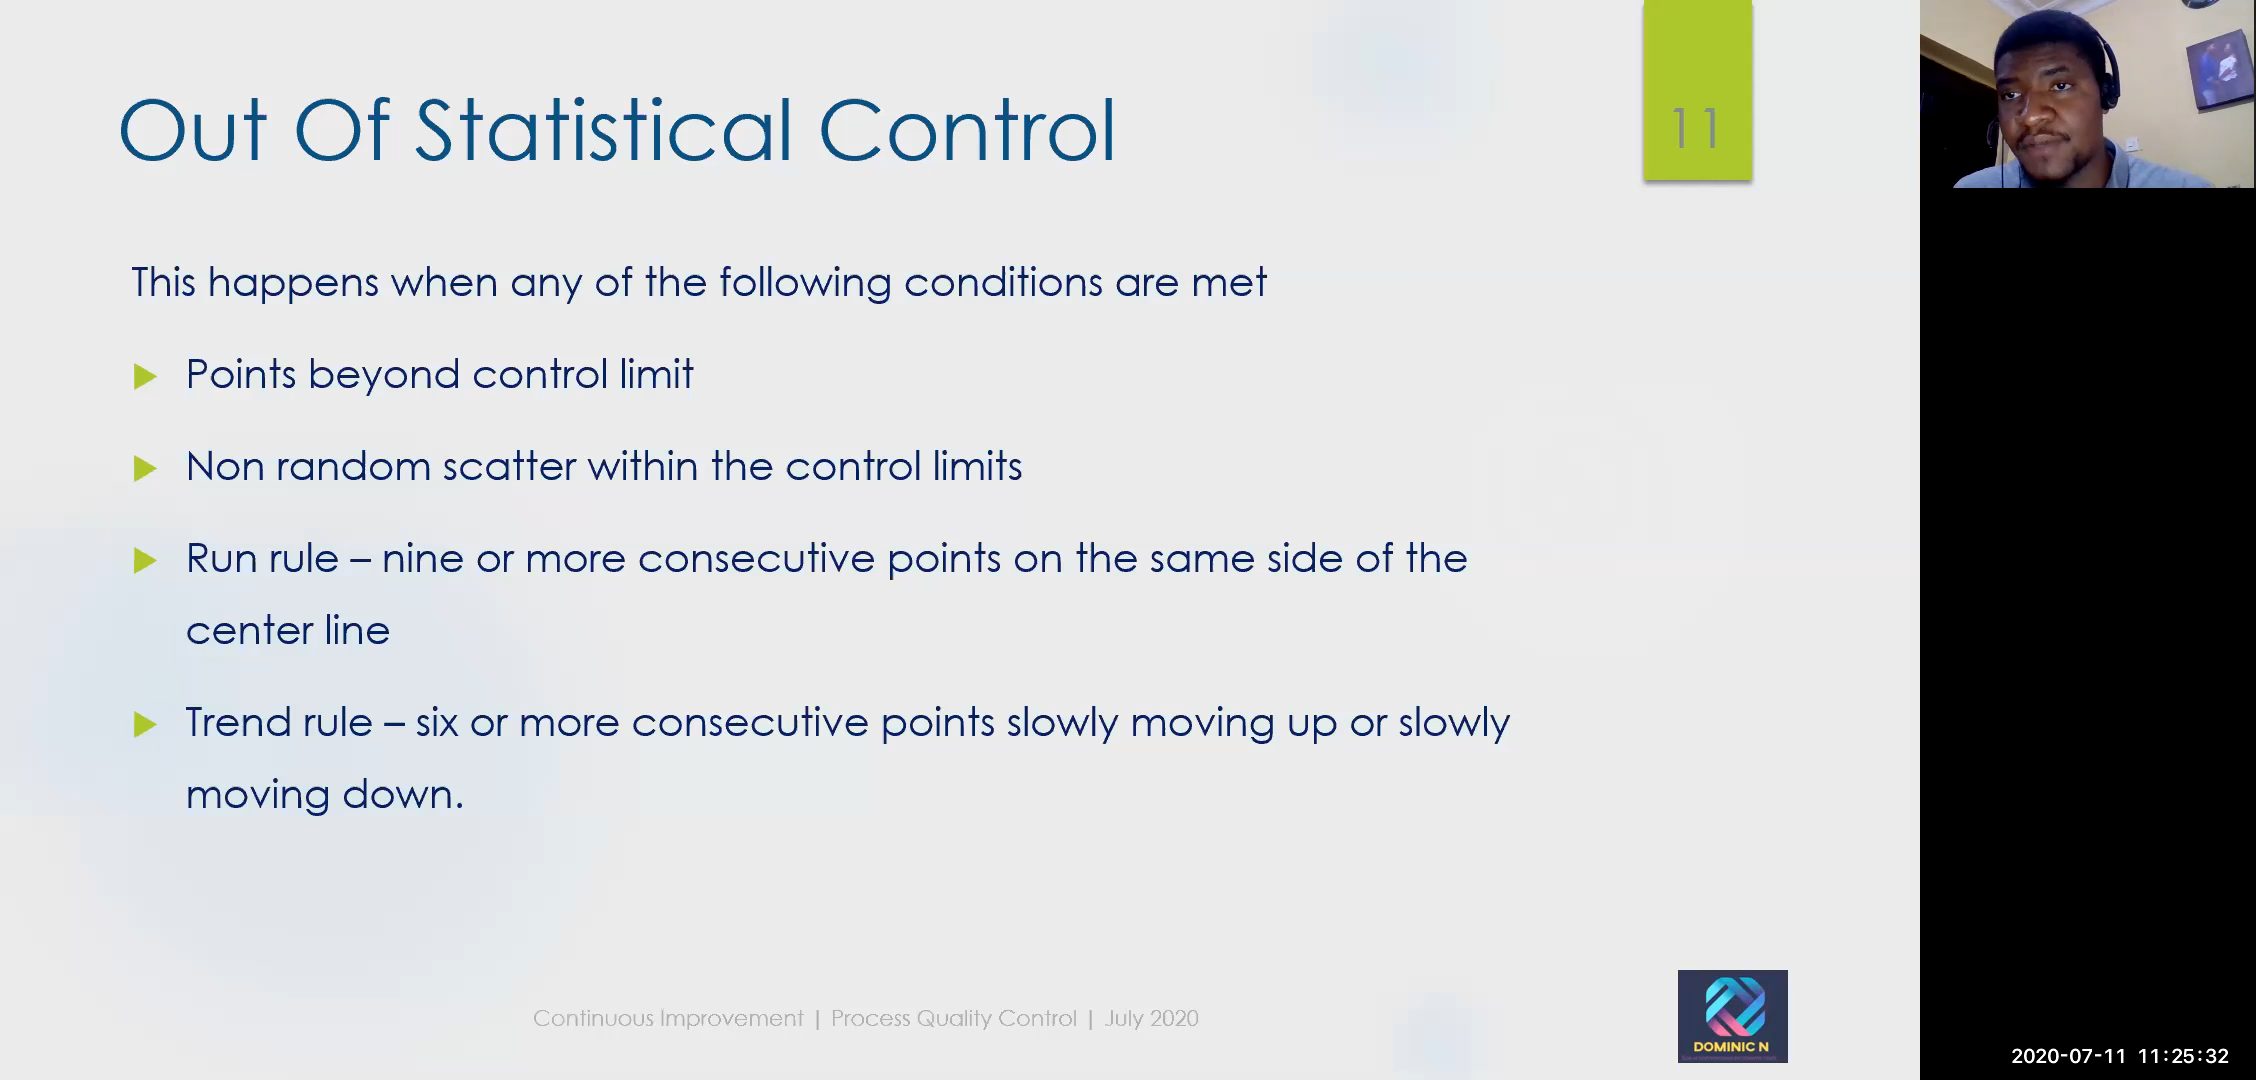 Out Of Statistical Control
11
This happens when any of the following conditions are met
Points beyond control limit
Non random scatter within the control limits
Run rule – nine or more consecutive points on the same side of the
center line
Trend rule – six or more consecutive points slowly moving up or slowly
moving down.
Continuous Improvement | Process Quality Control | July 2020
DOMINIC N
2020-07-11 11:25:32